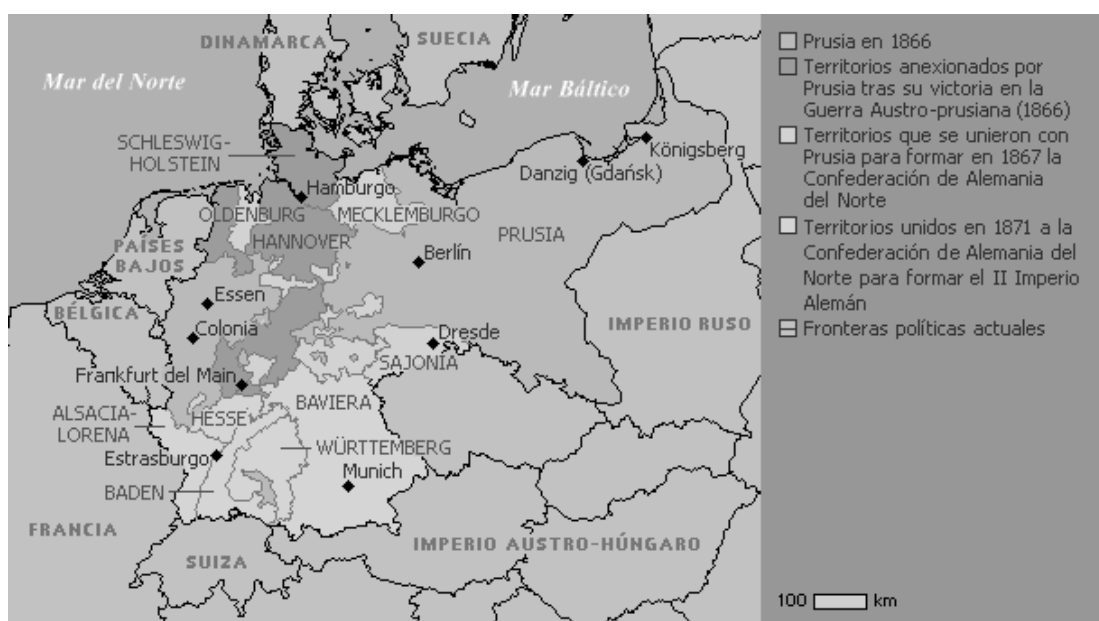 DINAMARCA
SUECIA
Mar del Norte
Mar Báltico
SCHLESWIG-
HOLSTEIN
Königsberg
Danzig (Gdańsk)
Hamburgo
OLDENBURG
MECKLEMBURGO
HANNOVER
PRUSIA
PAÍSES
BAJOS
Berlín
Essen
BÉLGICA
Colonia
Dresde
IMPERIO RUSO
SAJONIA
Frankfurt del Main
BAVIERA
ALSACIA-
LORENA
HESSE
WÜRTTEMBERG
Estrasburgo
Munich
BADEN
FRANCIA
IMPERIO AUSTRO-HÚNGARO
SUIZA
Prusia en 1866
Territorios anexionados por
Prusia tras su victoria en la
Guerra Austro-prusiana (1866)
Territorios que se unieron con
Prusia para formar en 1867 la
Confederación de Alemania
del Norte
Territorios unidos en 1871 a la
Confederación de Alemania del
Norte para formar el II Imperio
Alemán
Fronteras políticas actuales
100 km